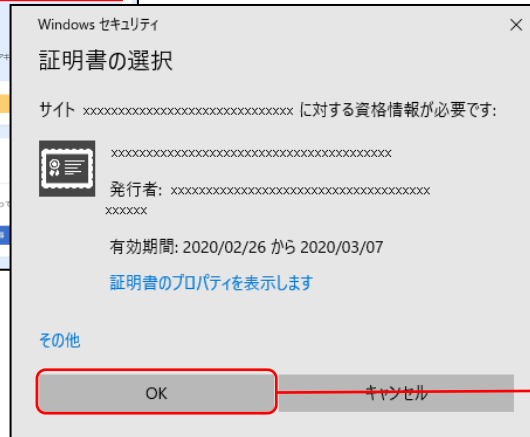 Windows セキュリティ
証明書の選択
サイト xxxxxxxxxxxxxxxxxxxxxxxxxxxxxx に対する資格情報が必要です:
xxxxxxxxxxxxxxxxxxxxxxxxxxxxxxxxxxxxxxxx
発行者: xxxxxxxxxxxxxxxxxxxxxxxxxxxxxxxxxxxxx
xxxxxx
有効期間: 2020/02/26 から 2020/03/07
証明書のプロパティを表示します
その他
OK
キャンセル